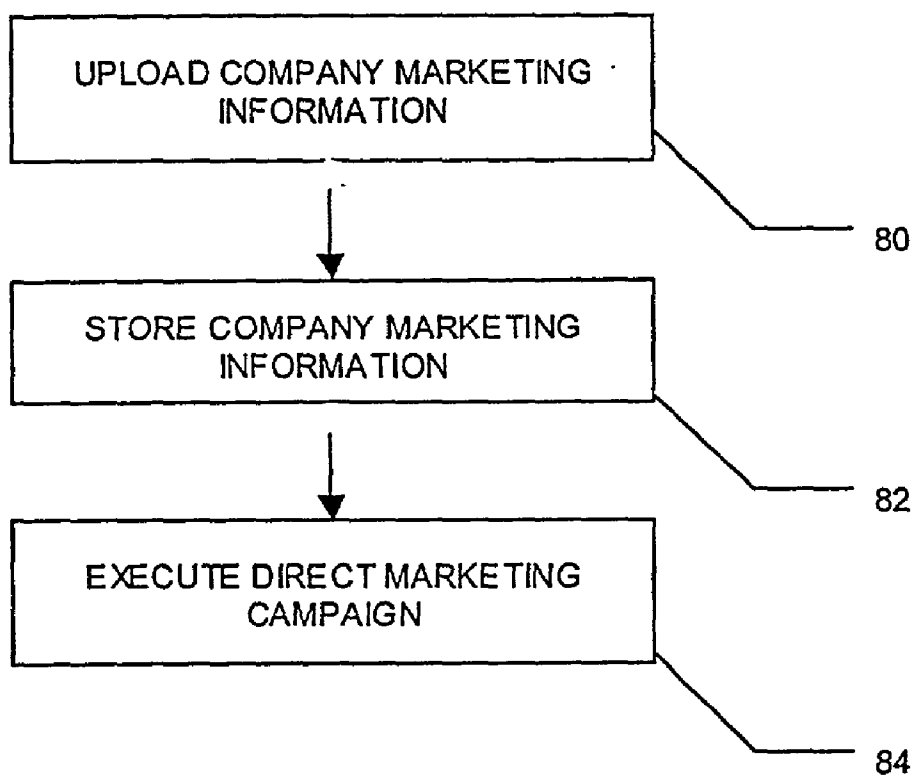 UPLOAD COMPANY MARKETING
INFORMATION
80
STORE COMPANY MARKETING
INFORMATION
82
EXECUTE DIRECT MARKETING
CAMPAIGN
84